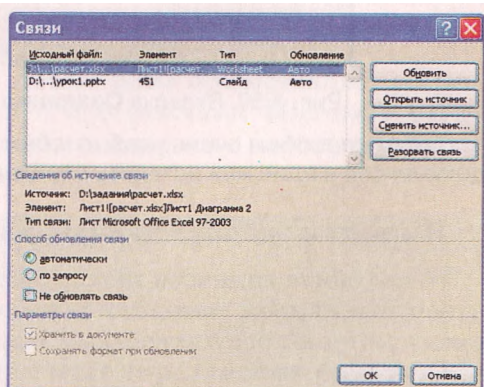 Связи
Исходный файл: Элемент Тип Обновление
D:\...\расчет.xlsx Лист1![расчет... Worksheet Авто
D:\...\урок1.pptx 451 Слайд Авто
Обновить
Открыть источник
Сменить источник...
Разорвать связь
Сведения об источнике связи
Источник: D:\задания\расчет.xlsx
Элемент: Лист1![расчет.xlsx]Лист1 Диаграмма 2
Тип связи: Лист Microsoft Office Excel 97-2003
Способ обновления связи
автоматически
по запросу
Не обновлять связь
Параметры связи
Хранить в документе
Сохранять формат при обновлении
ОК Отмена